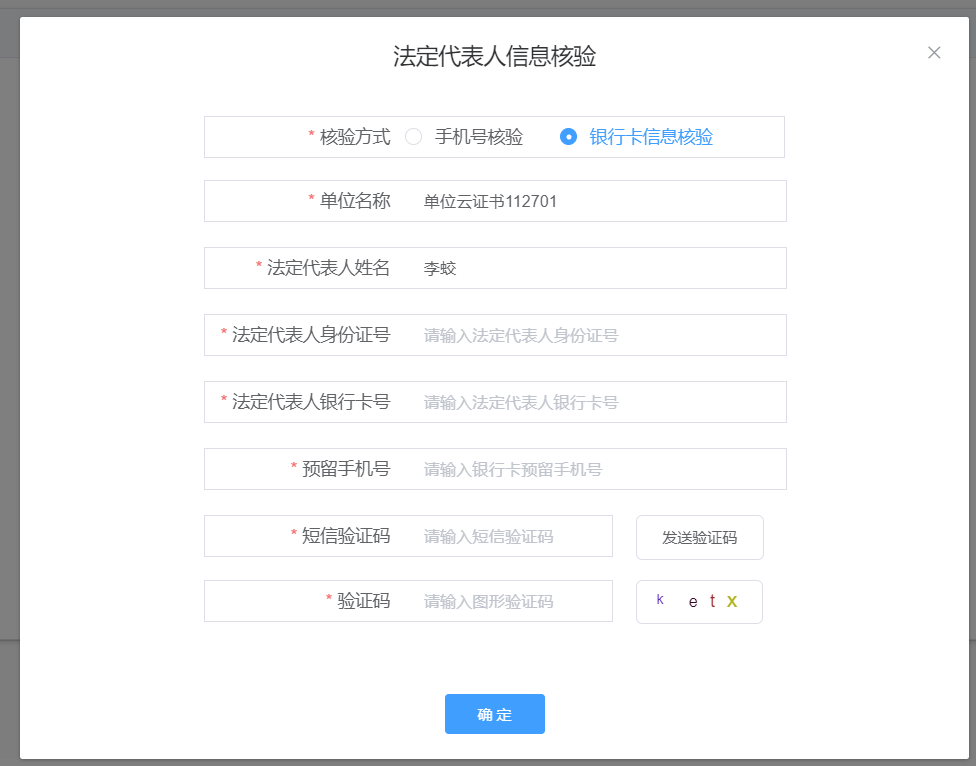 法定代表人信息核验
* 核验方式 手机号核验 银行卡信息核验
* 单位名称 单位云证书112701
* 法定代表人姓名 李蛟
* 法定代表人身份证号 请输入法定代表人身份证号
* 法定代表人银行卡号 请输入法定代表人银行卡号
* 预留手机号 请输入银行卡预留手机号
* 短信验证码 请输入短信验证码 发送验证码
* 验证码 请输入图形验证码 k e t X
确 定